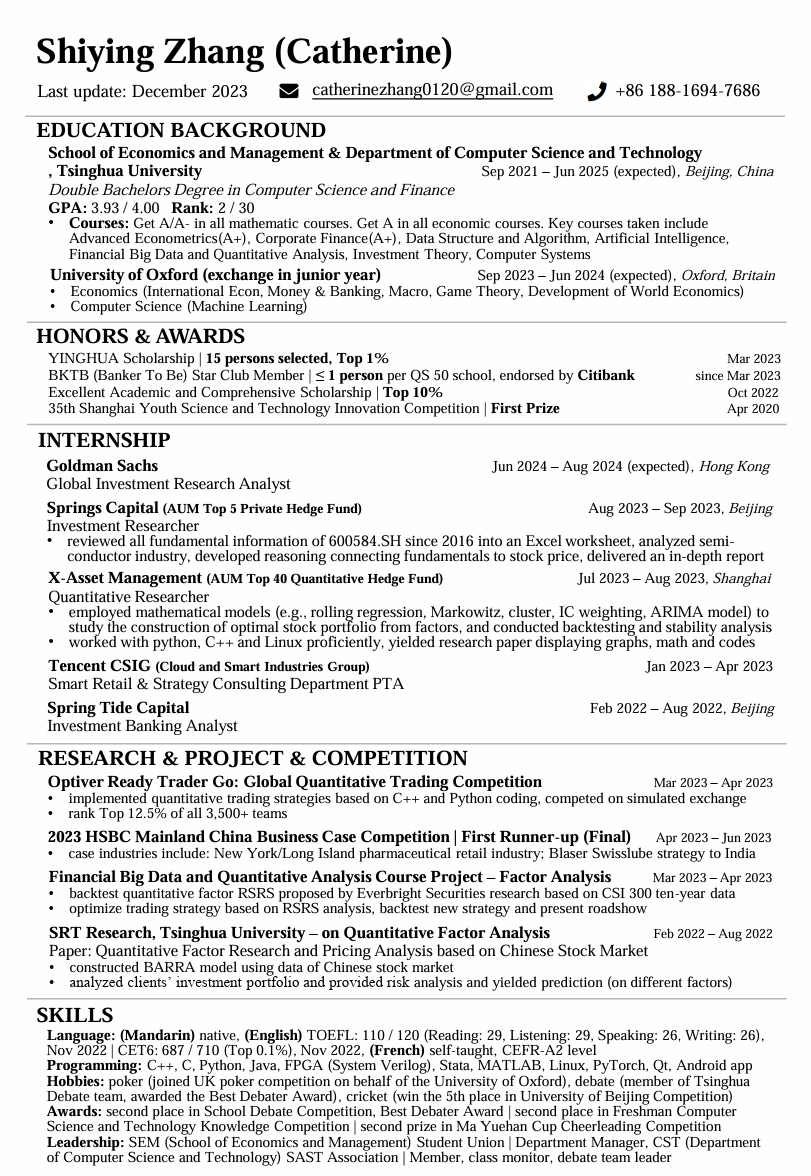 Shiying Zhang (Catherine)
Last update: December 2023 catherinezhang0120@gmail.com +86 188-1694-7686
EDUCATION BACKGROUND
School of Economics and Management & Department of Computer Science and Technology
, Tsinghua University Sep 2021 – Jun 2025 (expected), Beijing, China
Double Bachelors Degree in Computer Science and Finance
GPA: 3.93 / 4.00 Rank: 2 / 30
• Courses: Get A/A- in all mathematic courses. Get A in all economic courses. Key courses taken include
Advanced Econometrics(A+), Corporate Finance(A+), Data Structure and Algorithm, Artificial Intelligence,
Financial Big Data and Quantitative Analysis, Investment Theory, Computer Systems
University of Oxford (exchange in junior year) Sep 2023 – Jun 2024 (expected), Oxford, Britain
• Economics (International Econ, Money & Banking, Macro, Game Theory, Development of World Economics)
• Computer Science (Machine Learning)
HONORS & AWARDS
YINGHUA Scholarship | 15 persons selected, Top 1% Mar 2023
BKTB (Banker To Be) Star Club Member | ≤ 1 person per QS 50 school, endorsed by Citibank since Mar 2023
Excellent Academic and Comprehensive Scholarship | Top 10% Oct 2022
35th Shanghai Youth Science and Technology Innovation Competition | First Prize Apr 2020
INTERNSHIP
Goldman Sachs Jun 2024 – Aug 2024 (expected), Hong Kong
Global Investment Research Analyst
Springs Capital (AUM Top 5 Private Hedge Fund) Aug 2023 – Sep 2023, Beijing
Investment Researcher
• reviewed all fundamental information of 600584.SH since 2016 into an Excel worksheet, analyzed semi-
conductor industry, developed reasoning connecting fundamentals to stock price, delivered an in-depth report
X-Asset Management (AUM Top 40 Quantitative Hedge Fund) Jul 2023 – Aug 2023, Shanghai
Quantitative Researcher
• employed mathematical models (e.g., rolling regression, Markowitz, cluster, IC weighting, ARIMA model) to
study the construction of optimal stock portfolio from factors, and conducted backtesting and stability analysis
• worked with python, C++ and Linux proficiently, yielded research paper displaying graphs, math and codes
Tencent CSIG (Cloud and Smart Industries Group) Jan 2023 – Apr 2023
Smart Retail & Strategy Consulting Department PTA
Spring Tide Capital Feb 2022 – Aug 2022, Beijing
Investment Banking Analyst
RESEARCH & PROJECT & COMPETITION
Optiver Ready Trader Go: Global Quantitative Trading Competition Mar 2023 – Apr 2023
• implemented quantitative trading strategies based on C++ and Python coding, competed on simulated exchange
• rank Top 12.5% of all 3,500+ teams
2023 HSBC Mainland China Business Case Competition | First Runner-up (Final) Apr 2023 – Jun 2023
• case industries include: New York/Long Island pharmaceutical retail industry; Blaser Swisslube strategy to India
Financial Big Data and Quantitative Analysis Course Project – Factor Analysis Mar 2023 – Apr 2023
• backtest quantitative factor RSRS proposed by Everbright Securities research based on CSI 300 ten-year data
• optimize trading strategy based on RSRS analysis, backtest new strategy and present roadshow
SRT Research, Tsinghua University – on Quantitative Factor Analysis Feb 2022 – Aug 2022
Paper: Quantitative Factor Research and Pricing Analysis based on Chinese Stock Market
• constructed BARRA model using data of Chinese stock market
• analyzed clients' investment portfolio and provided risk analysis and yielded prediction (on different factors)
SKILLS
Language: (Mandarin) native, (English) TOEFL: 110 / 120 (Reading: 29, Listening: 29, Speaking: 26, Writing: 26),
Nov 2022 | CET6: 687 / 710 (Top 0.1%), Nov 2022, (French) self-taught, CEFR-A2 level
Programming: C++, C, Python, Java, FPGA (System Verilog), Stata, MATLAB, Linux, PyTorch, Qt, Android app
Hobbies: poker (joined UK poker competition on behalf of the University of Oxford), debate (member of Tsinghua
Debate team, awarded the Best Debater Award), cricket (win the 5th place in University of Beijing Competition)
Awards: second place in School Debate Competition, Best Debater Award | second place in Freshman Computer
Science and Technology Knowledge Competition | second prize in Ma Yuehan Cup Cheerleading Competition
Leadership: SEM (School of Economics and Management) Student Union | Department Manager, CST (Department
of Computer Science and Technology) SAST Association | Member, class monitor, debate team leader